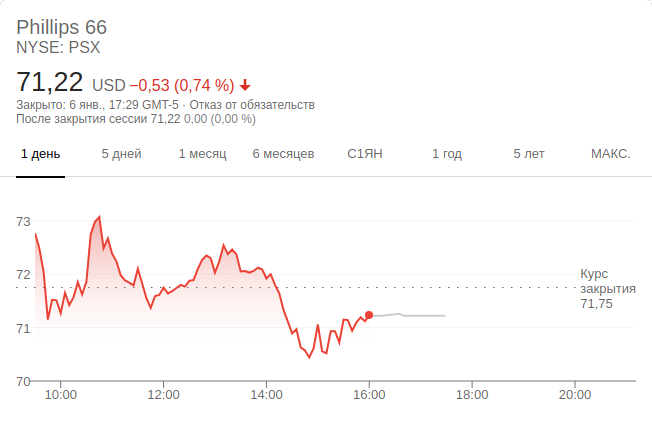 Phillips 66
NYSE: PSX
71,22 USD −0,53 (0,74 %)
Закрыто: 6 янв., 17:29 GMT-5 · Отказ от обязательств
После закрытия сессии 71,22 0,00 (0,00 %)
1 день 5 дней 1 месяц 6 месяцев С1ЯН 1 год 5 лет МАКС.
73
72
Курс
закрытия
71,75
71
70
10:00 12:00 14:00 16:00 18:00 20:00